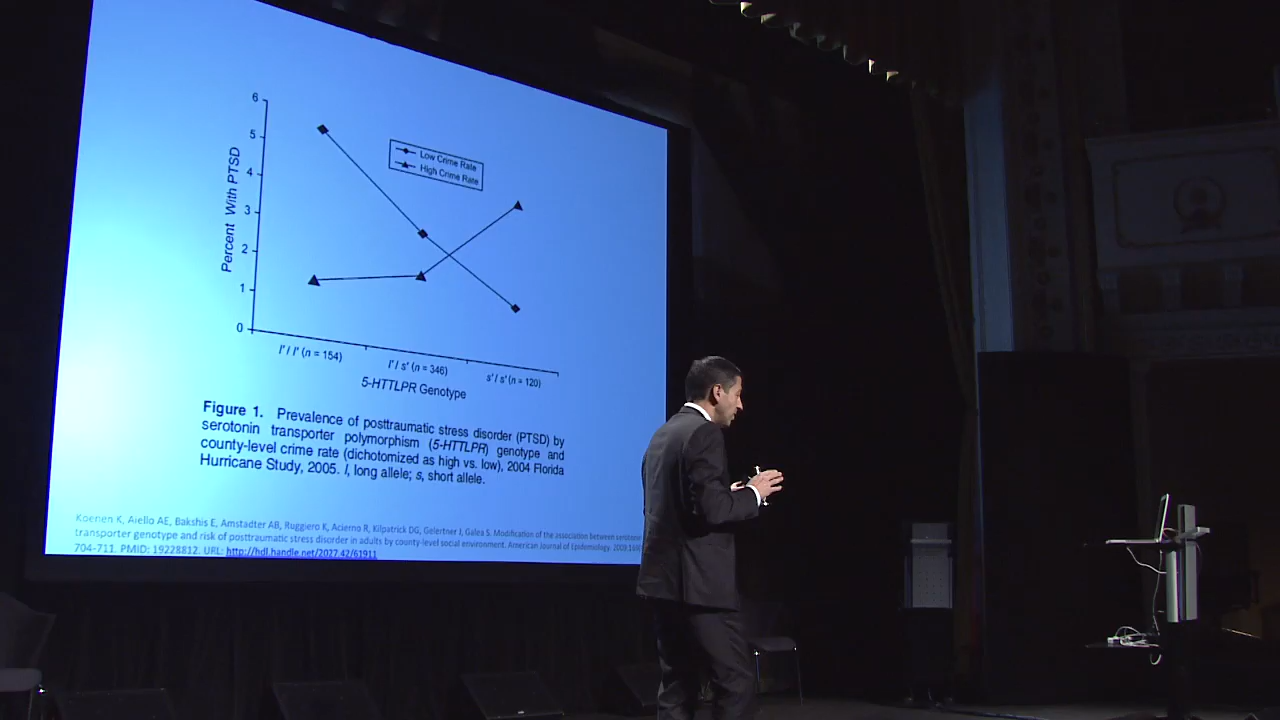 6
5
4
3
2
1
0
Percent With PTSD
Low Crime Rate
High Crime Rate
l'/ l' (n = 154)
l'/ s' (n = 346)
s'/ s' (n = 120)
5-HTTLPR Genotype
Figure 1. Prevalence of posttraumatic stress disorder (PTSD) by
serotonin transporter polymorphism (5-HTTLPR) genotype and
county-level crime rate (dichotomized as high vs. low), 2004 Florida
Hurricane Study, 2005. l, long allele; s, short allele.
Koenen K, Aiello AE, Bakshis E, Amstadter AB, Ruggiero K, Acierno R, Kilpatrick DG, Gelernter J, Galea S. Modification of the association between serotonin
transporter genotype and risk of posttraumatic stress disorder in adults by county-level social environment. American Journal of Epidemiology. 2009;
704-711. PMID: 19228812. URL: http://hdl.handle.net/2027.42/61911